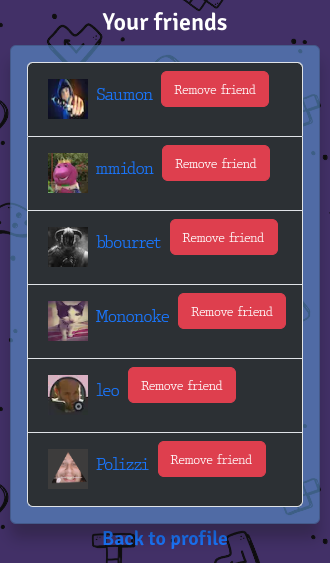 Your friends
Saumon Remove friend
mmidon Remove friend
bbourret Remove friend
Mononoke Remove friend
leo Remove friend
Polizzi Remove friend
Back to profile